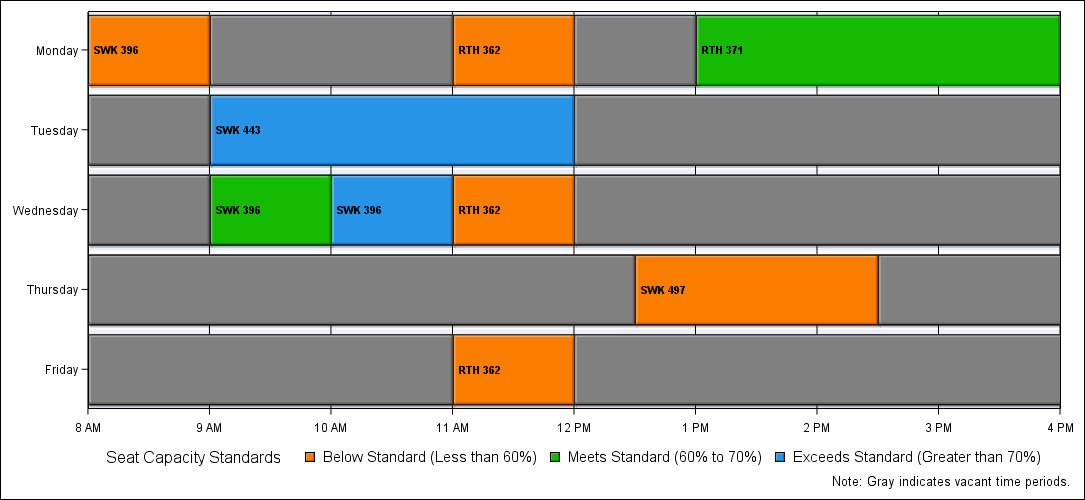 Monday
SWK 396
RTH 362
RTH 371
Tuesday
SWK 443
Wednesday
SWK 396
SWK 396
RTH 362
Thursday
SWK 497
Friday
RTH 362
8 AM 9 AM 10 AM 11 AM 12 PM 1 PM 2 PM 3 PM 4 PM
Seat Capacity Standards Below Standard (Less than 60%) Meets Standard (60% to 70%) Exceeds Standard (Greater than 70%)
Note: Gray indicates vacant time periods.